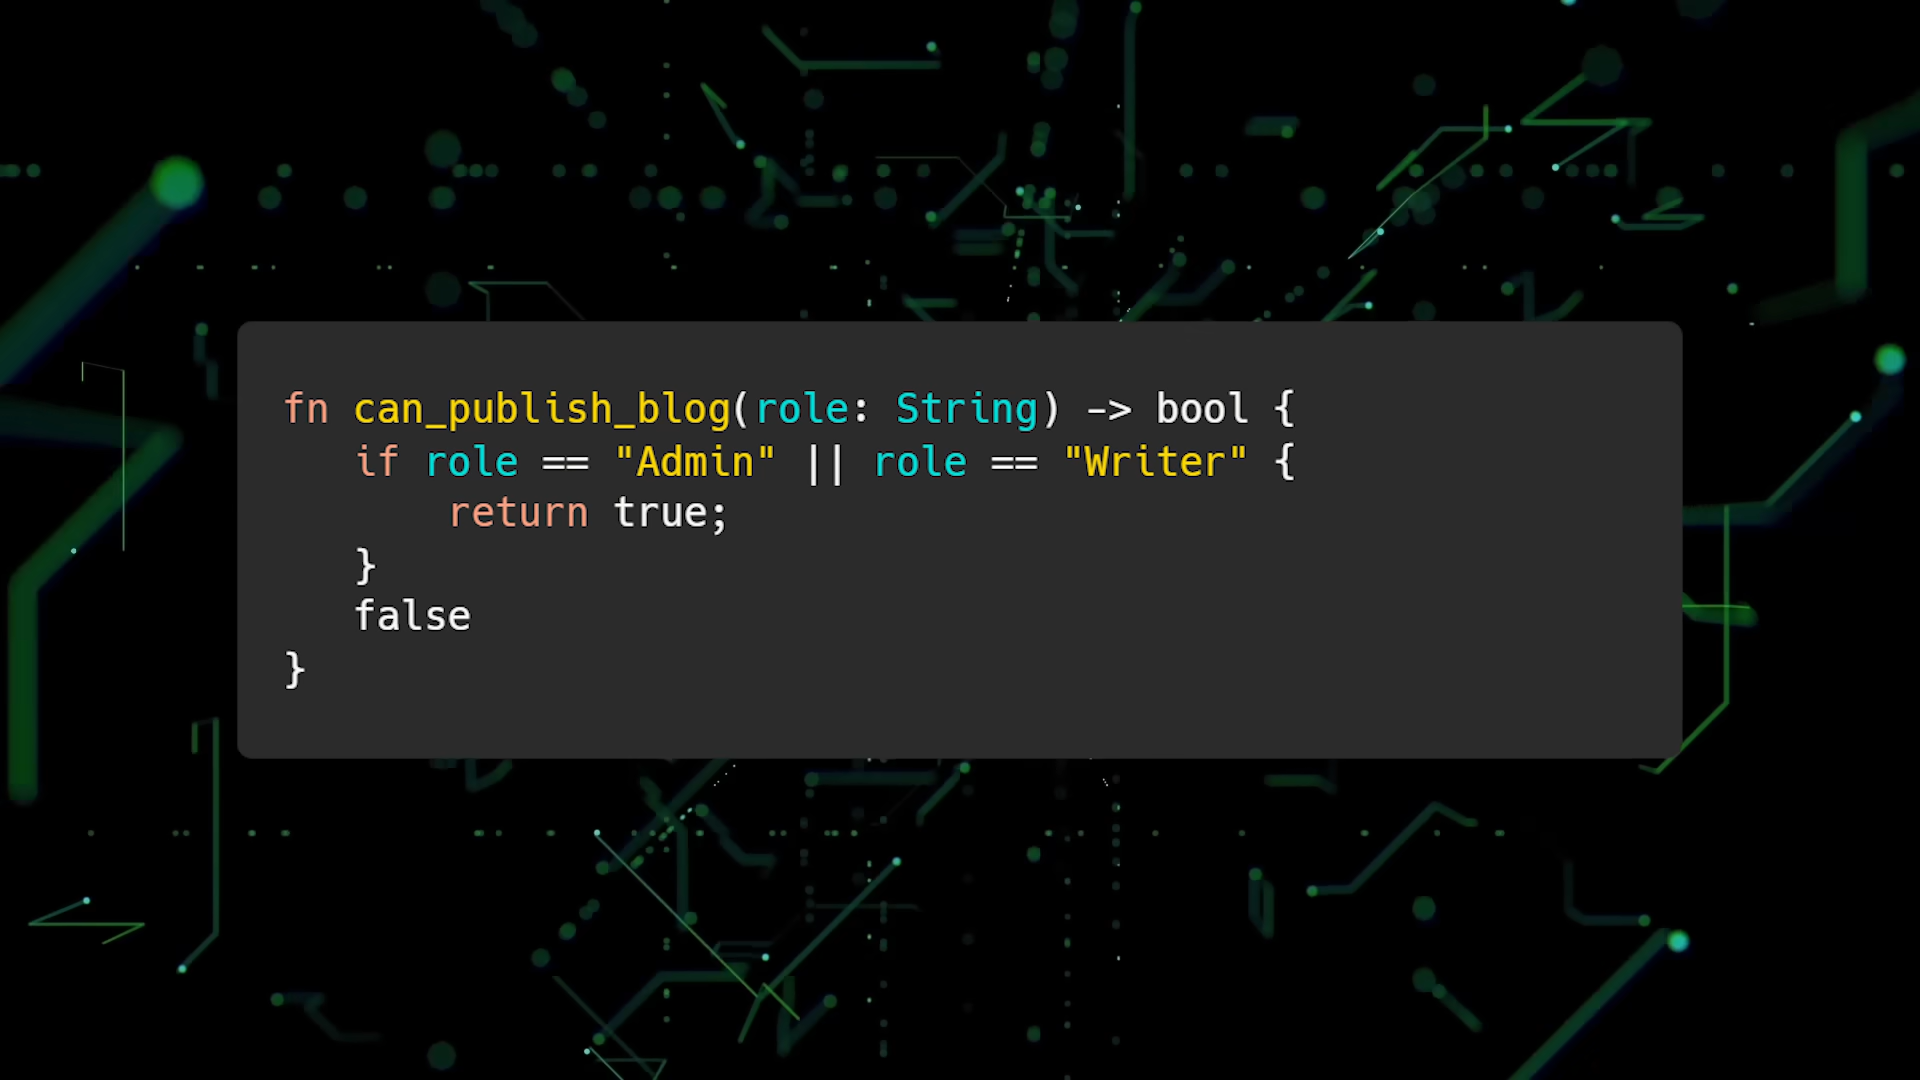 fn can_publish_blog(role: String) -> bool {
   if role == "Admin" || role == "Writer" {
       return true;
   }
   false
}